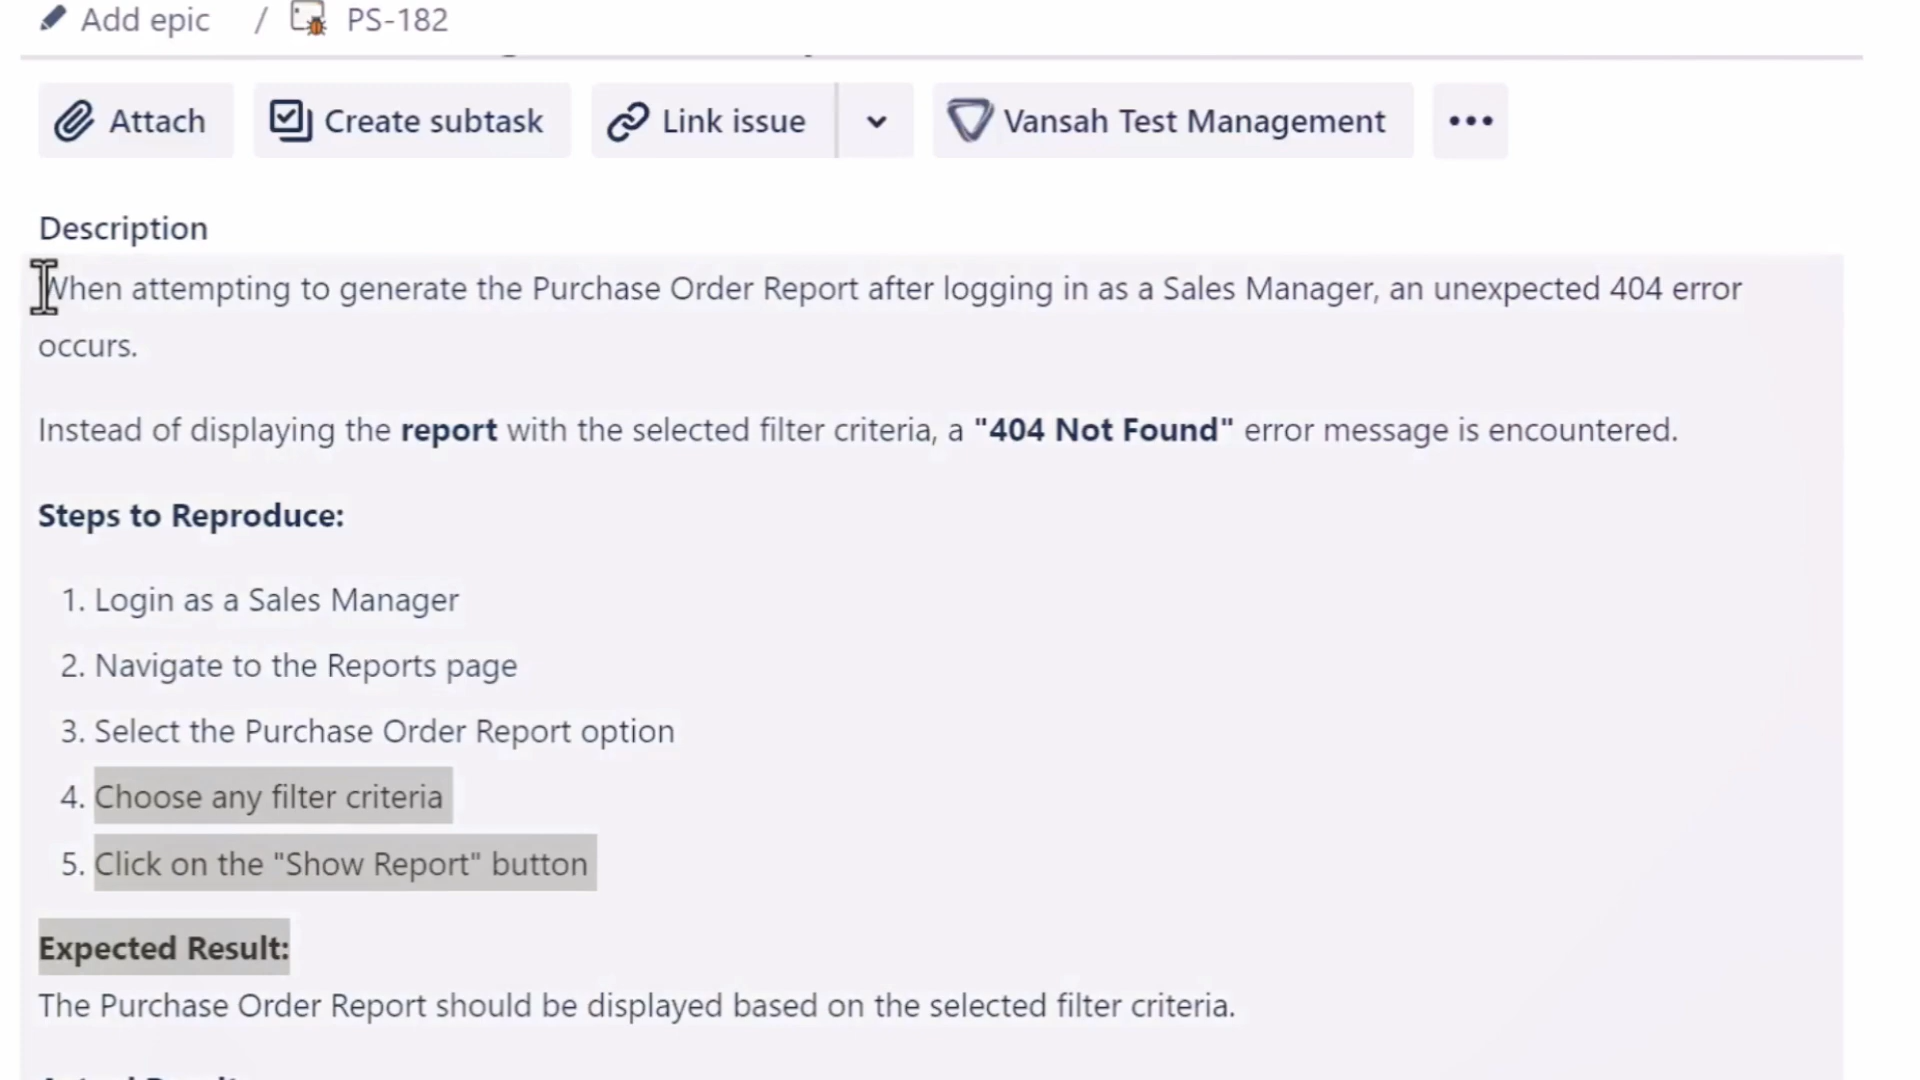 Add epic / PS-182
Attach Create subtask Link issue Vansah Test Management
Description
When attempting to generate the Purchase Order Report after logging in as a Sales Manager, an unexpected 404 error
occurs.
Instead of displaying the report with the selected filter criteria, a "404 Not Found" error message is encountered.
Steps to Reproduce:
1. Login as a Sales Manager
2. Navigate to the Reports page
3. Select the Purchase Order Report option
4. Choose any filter criteria
5. Click on the "Show Report" button
Expected Result:
The Purchase Order Report should be displayed based on the selected filter criteria.